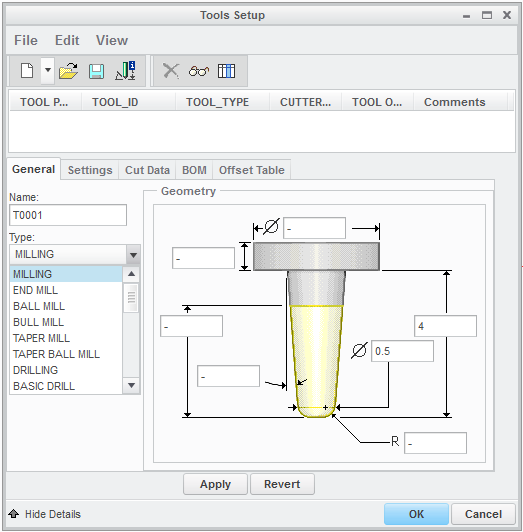 Tools Setup
File Edit View
TOOL P... TOOL_ID TOOL_TYPE CUTTER... TOOL O... Comments
General Settings Cut Data BOM Offset Table
Name:
T0001
Type:
MILLING
MILLING
END MILL
BALL MILL
BULL MILL
TAPER MILL
TAPER BALL MILL
DRILLING
BASIC DRILL
Geometry
Ø -
-
-
4
Ø 0.5
-
R -
Apply Revert
Hide Details OK Cancel